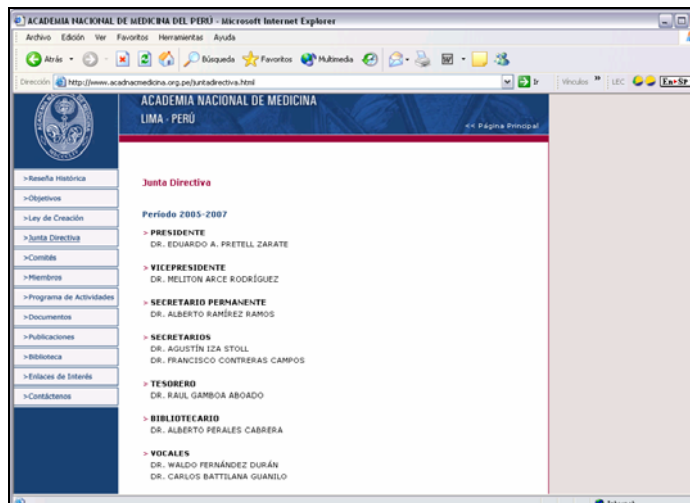 ACADEMIA NACIONAL DE MEDICINA DEL PERÚ - Microsoft Internet Explorer
Archivo Edición Ver Favoritos Herramientas Ayuda
Atrás Búsqueda Favoritos Multimedia
Dirección http://www.acadnacmedicina.org.pe/juntadirectiva.html Ir Vínculos » LEC En-SP
ACADEMIA NACIONAL DE MEDICINA
LIMA - PERÚ
<< Página Principal
>Reseña Histórica
>Objetivos
>Ley de Creación
>Junta Directiva
>Comités
>Miembros
>Programa de Actividades
>Documentos
>Publicaciones
>Biblioteca
>Enlaces de Interés
>Contáctenos
Junta Directiva
Período 2005-2007
> PRESIDENTE
DR. EDUARDO A. PRETELL ZARATE
> VICEPRESIDENTE
DR. MELITON ARCE RODRÍGUEZ
> SECRETARIO PERMANENTE
DR. ALBERTO RAMÍREZ RAMOS
> SECRETARIOS
DR. AGUSTÍN IZA STOLL
DR. FRANCISCO CONTRERAS CAMPOS
> TESORERO
DR. RAUL GAMBOA ABOADO
> BIBLIOTECARIO
DR. ALBERTO PERALES CABRERA
> VOCALES
DR. WALDO FERNÁNDEZ DURÁN
DR. CARLOS BATTILANA GUANILO